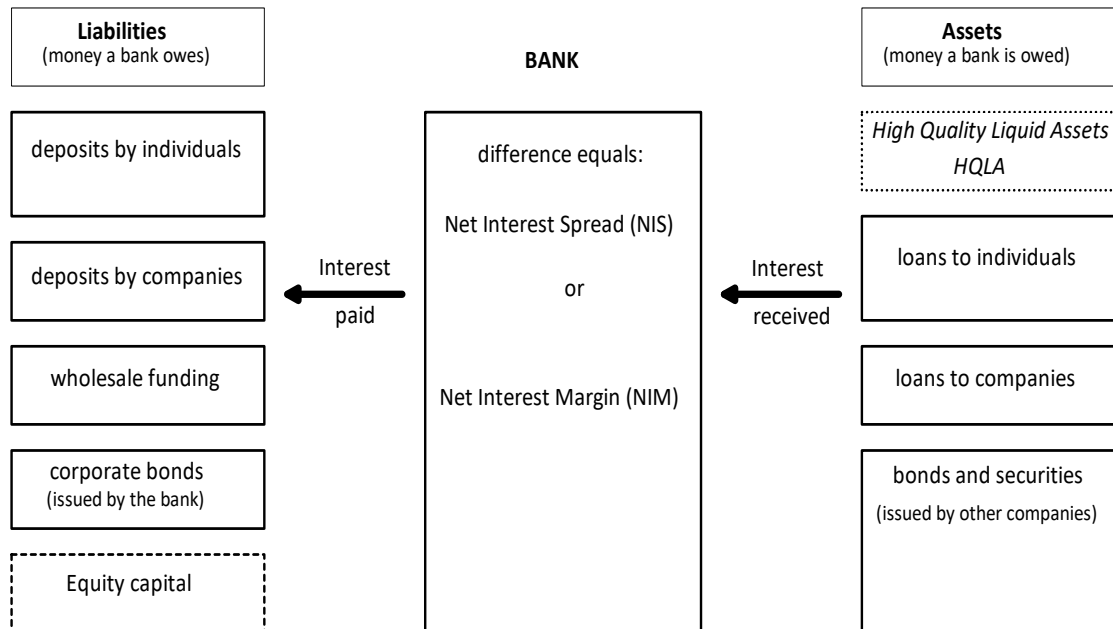 Liabilities
(money a bank owes)
deposits by individuals
deposits by companies
wholesale funding
corporate bonds
(issued by the bank)
Equity capital
Interest
paid
BANK
difference equals:
Net Interest Spread (NIS)
or
Net Interest Margin (NIM)
Interest
received
Assets
(money a bank is owed)
High Quality Liquid Assets
HQLA
loans to individuals
loans to companies
bonds and securities
(issued by other companies)